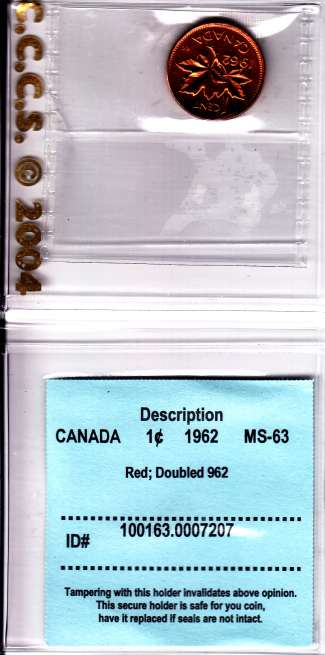 C.C.C.S. © 2004
1 CENT
1962
CANADA
Description
CANADA 1¢ 1962 MS-63
Red; Doubled 962
ID# 100163.0007207
Tampering with this holder invalidates above opinion.
This secure holder is safe for you coin,
have it replaced if seals are not intact.